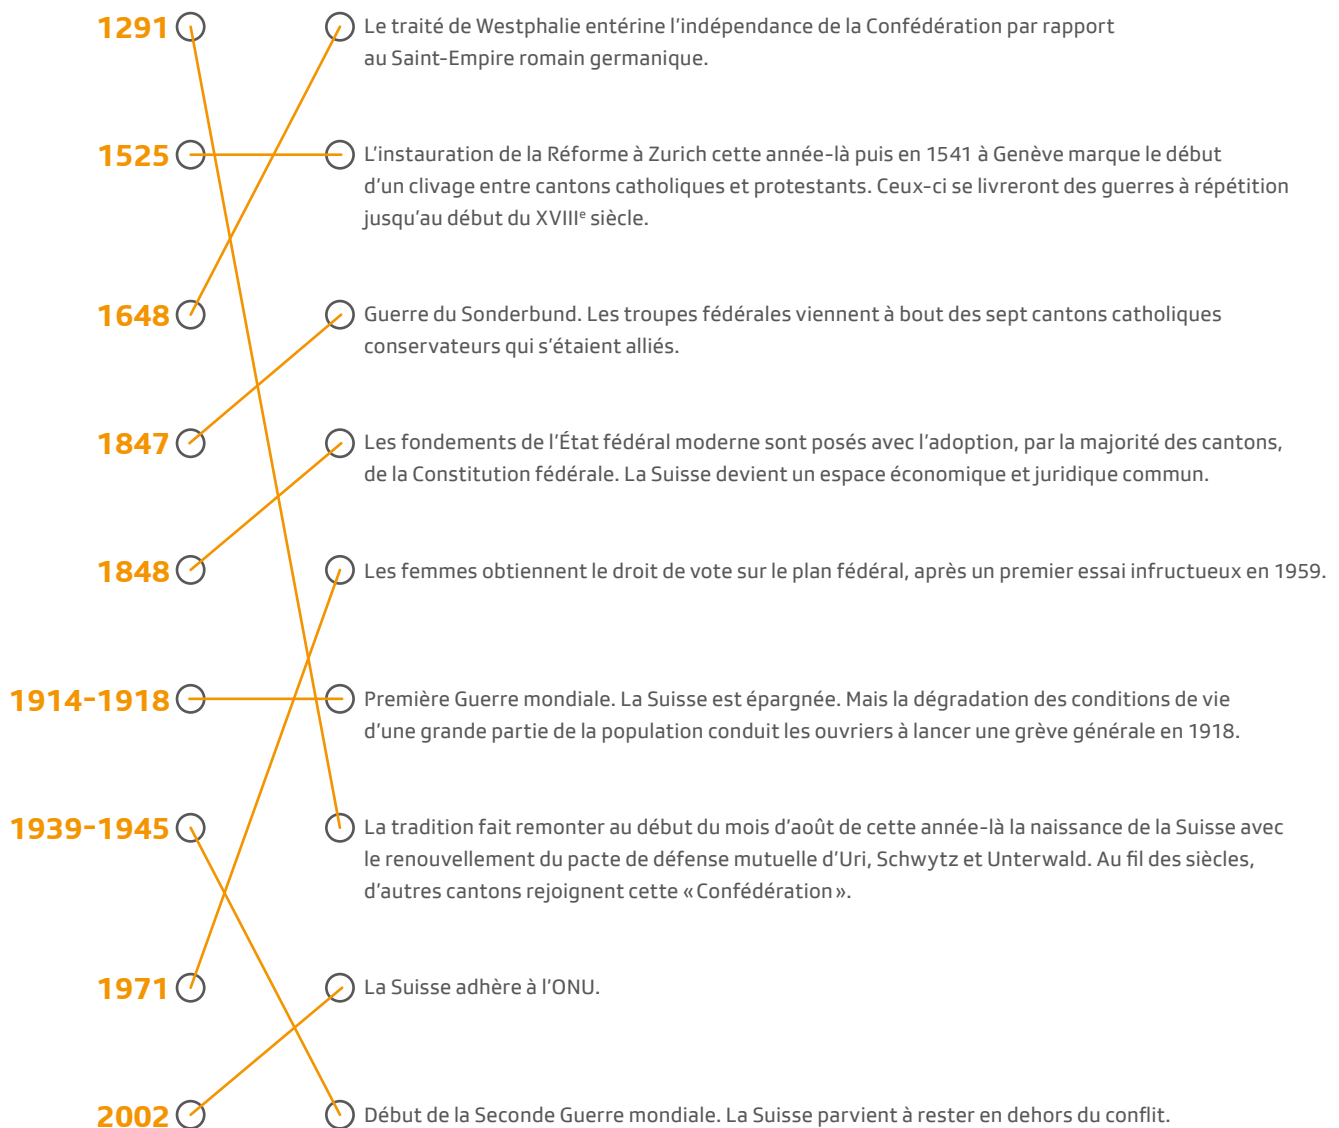 1291 Le traité de Westphalie entérine l’indépendance de la Confédération par rapport
au Saint-Empire romain germanique.
1525 L’instauration de la Réforme à Zurich cette année-là puis en 1541 à Genève marque le début
d’un clivage entre cantons catholiques et protestants. Ceux-ci se livreront des guerres à répétition
jusqu’au début du XVIIIᵉ siècle.
1648 Guerre du Sonderbund. Les troupes fédérales viennent à bout des sept cantons catholiques
conservateurs qui s’étaient alliés.
1847 Les fondements de l’État fédéral moderne sont posés avec l’adoption, par la majorité des cantons,
de la Constitution fédérale. La Suisse devient un espace économique et juridique commun.
1848 Les femmes obtiennent le droit de vote sur le plan fédéral, après un premier essai infructueux en 1959.
1914-1918 Première Guerre mondiale. La Suisse est épargnée. Mais la dégradation des conditions de vie
d’une grande partie de la population conduit les ouvriers à lancer une grève générale en 1918.
1939-1945 La tradition fait remonter au début du mois d’août de cette année-là la naissance de la Suisse avec
le renouvellement du pacte de défense mutuelle d’Uri, Schwytz et Unterwald. Au fil des siècles,
d’autres cantons rejoignent cette « Confédération ».
1971 La Suisse adhère à l’ONU.
2002 Début de la Seconde Guerre mondiale. La Suisse parvient à rester en dehors du conflit.